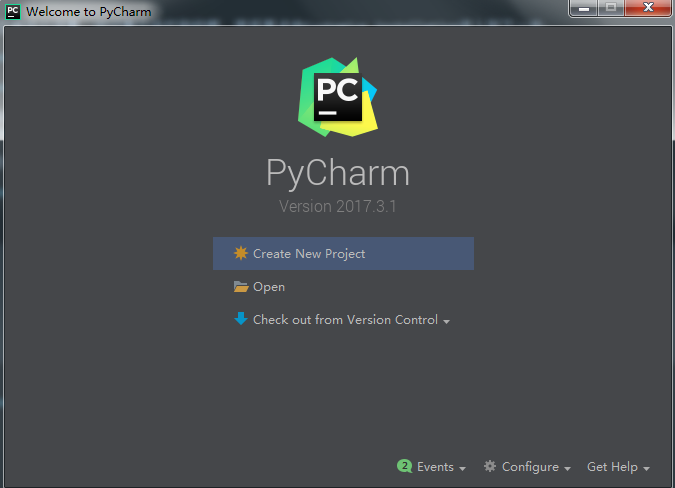 Welcome to PyCharm
PC
PyCharm
Version 2017.3.1
Create New Project
Open
Check out from Version Control
2 Events
Configure
Get Help